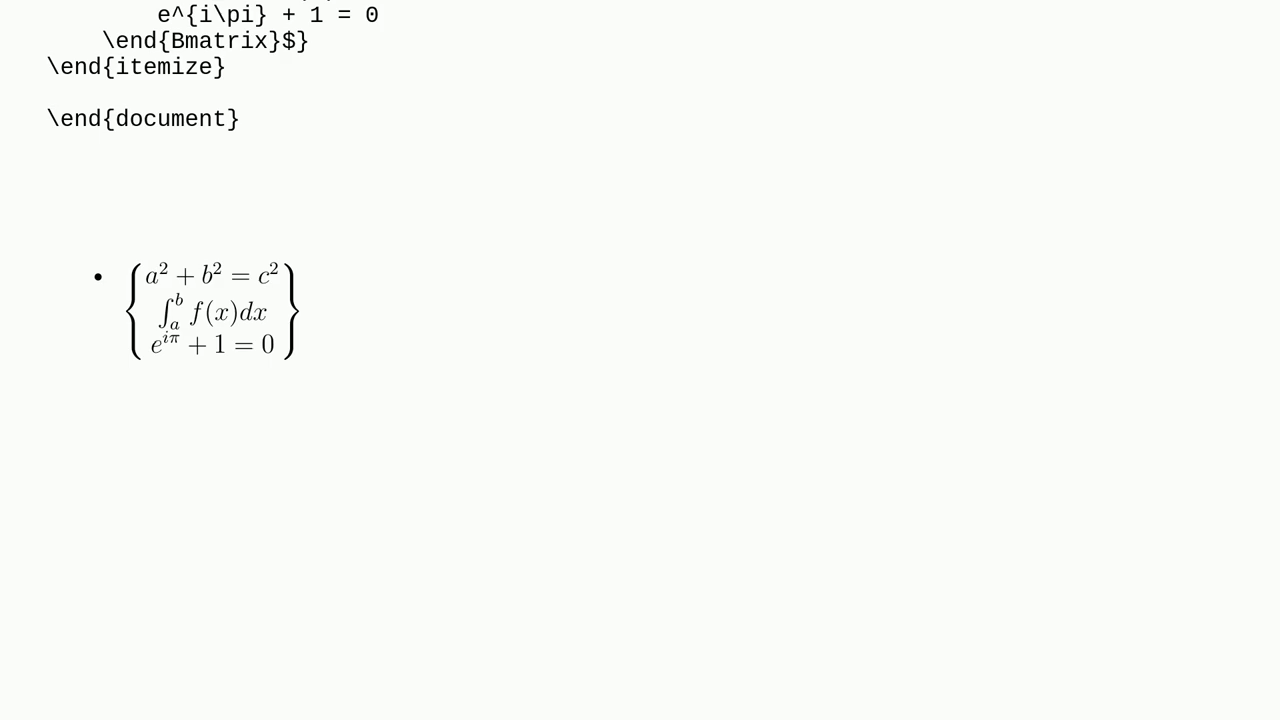 e^{i\pi} + 1 = 0
\end{Bmatrix}$}
\end{itemize}
\end{document}
• { a² + b² = c²
∫ₐᵇ f(x)dx
e^{iπ} + 1 = 0 }